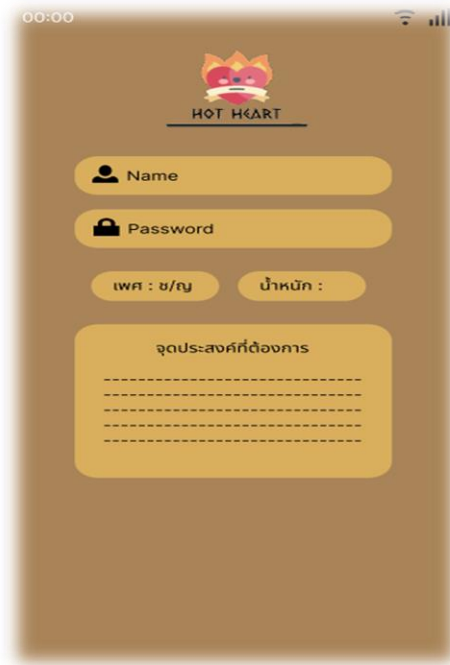 00:00
HOT HEART
Name
Password
เพศ : ช/ญ
น้ำหนัก :
จุดประสงค์ที่ต้องการ